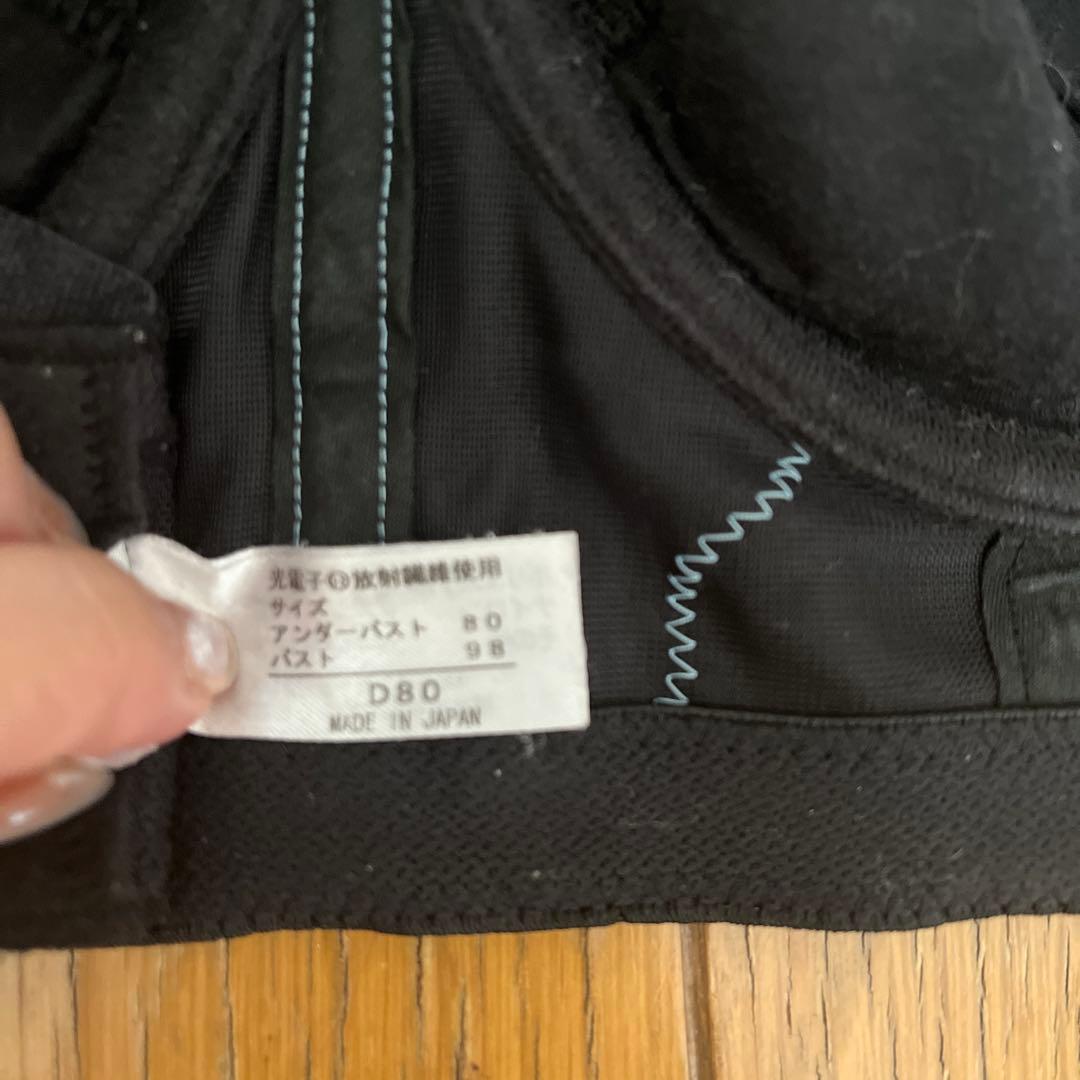 光電子®放射繊維使用
サイズ
アンダーバスト 80
バスト 98
D80
MADE IN JAPAN